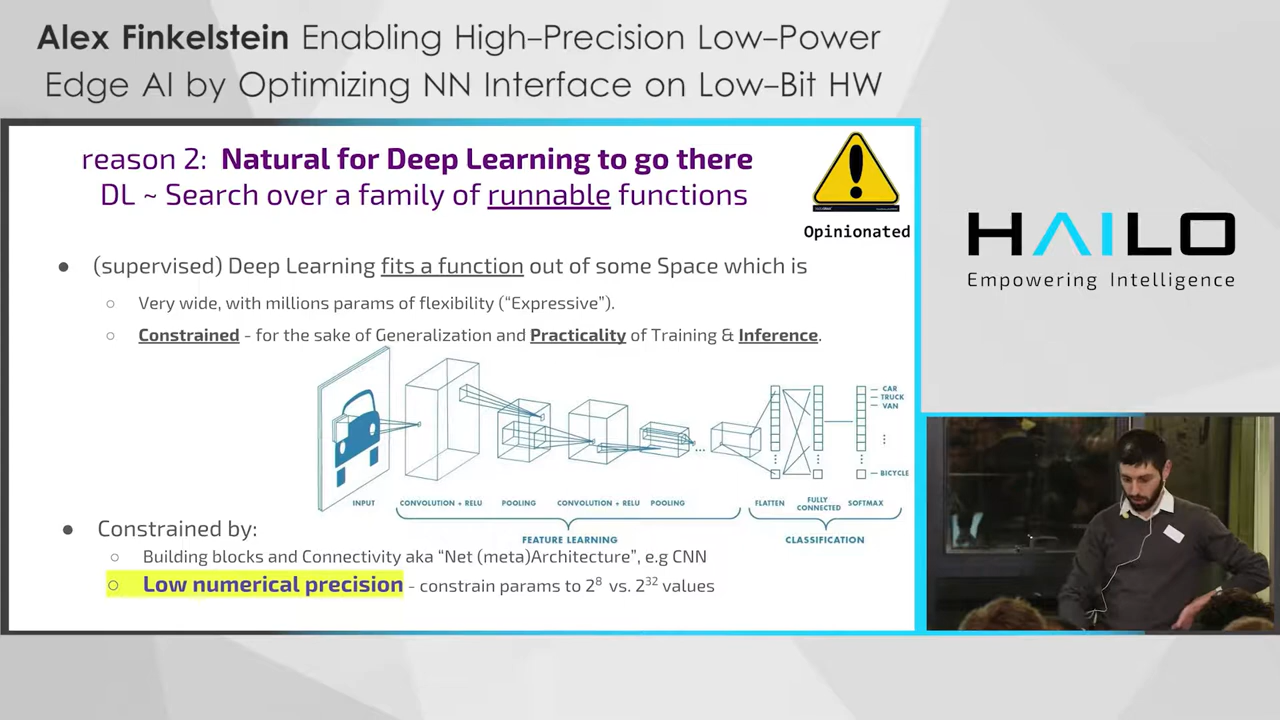 Alex Finkelstein Enabling High-Precision Low-Power
Edge AI by Optimizing NN Interface on Low-Bit HW
reason 2: Natural for Deep Learning to go there
DL ~ Search over a family of runnable functions
Opinionated
● (supervised) Deep Learning fits a function out of some Space which is
○ Very wide, with millions params of flexibility (“Expressive”).
○ Constrained - for the sake of Generalization and Practicality of Training & Inference.
CAR
TRUCK
VAN
BICYCLE
INPUT CONVOLUTION + RELU POOLING CONVOLUTION + RELU POOLING FLATTEN FULLY CONNECTED SOFTMAX
FEATURE LEARNING CLASSIFICATION
● Constrained by:
○ Building blocks and Connectivity aka “Net (meta)Architecture”, e.g CNN
○ Low numerical precision - constrain params to 2⁸ vs. 2³² values
HAILO
Empowering Intelligence